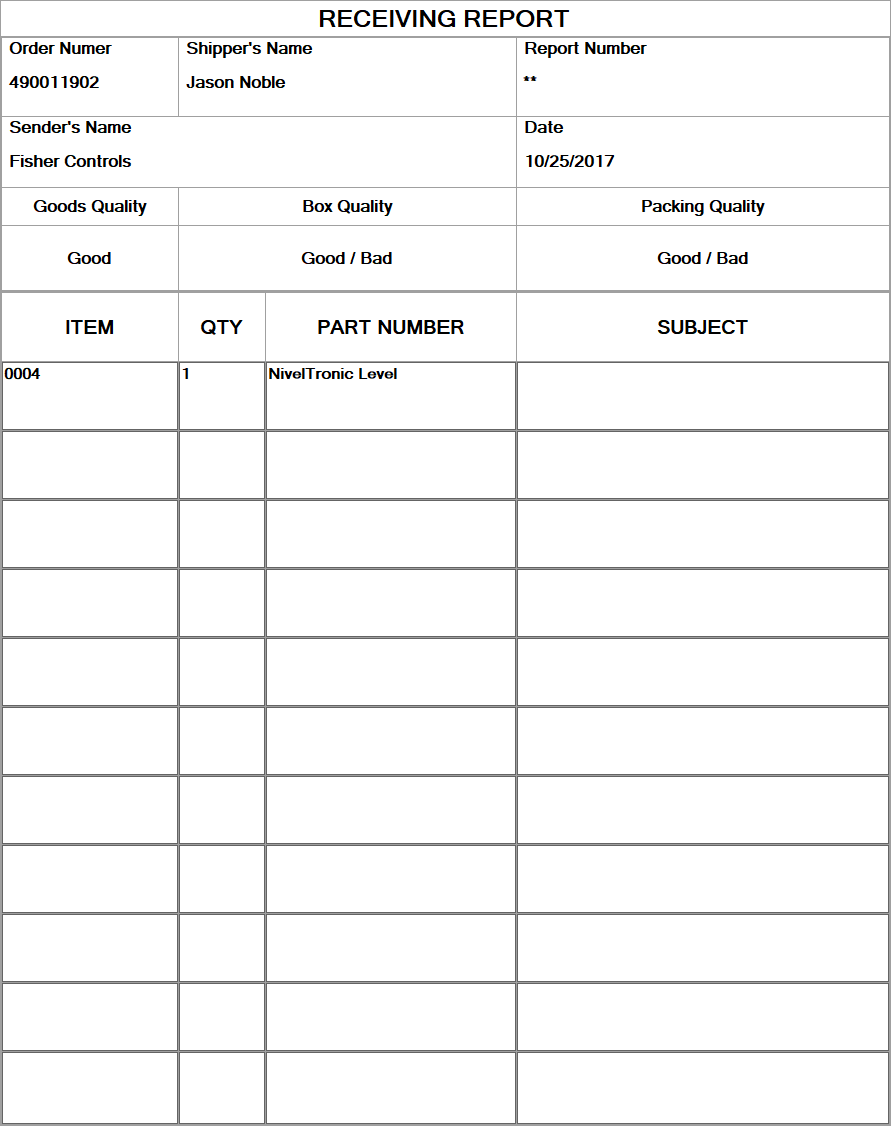 RECEIVING REPORT
Order Numer
Shipper's Name
Report Number
490011902
Jason Noble
**
Sender's Name
Date
Fisher Controls
10/25/2017
Goods Quality
Box Quality
Packing Quality
Good
Good / Bad
Good / Bad
ITEM
QTY
PART NUMBER
SUBJECT
0004
1
NivelTronic Level